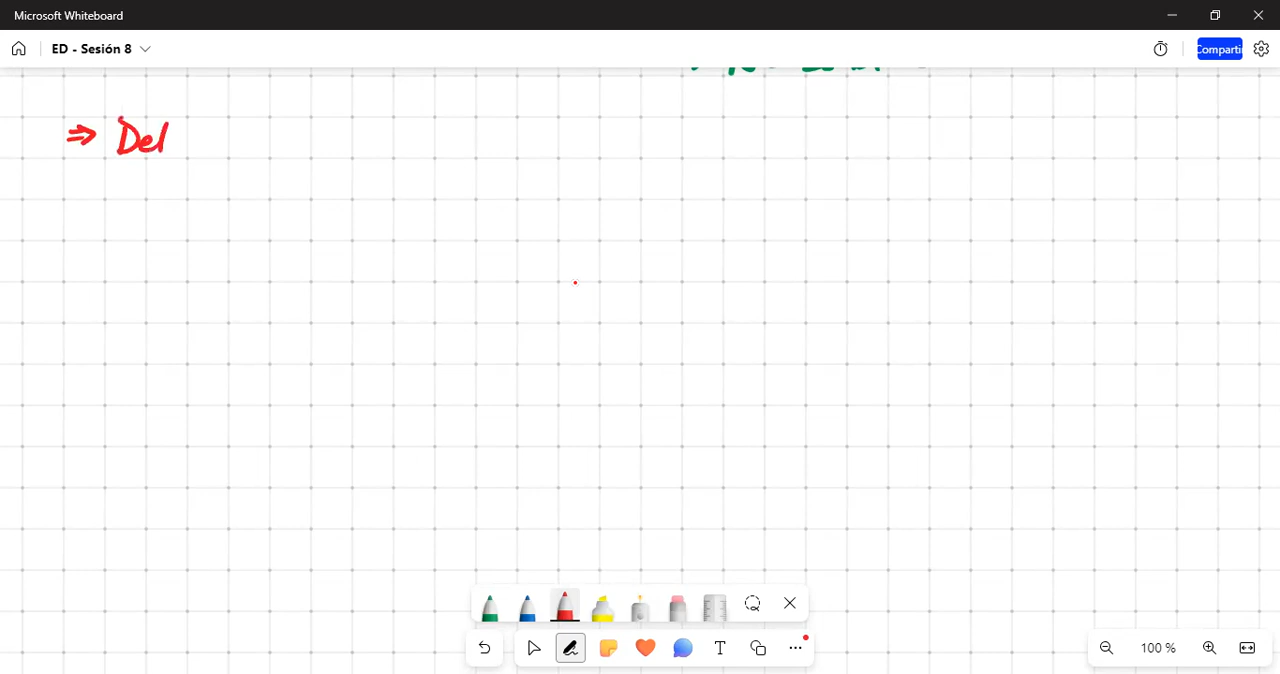 Microsoft Whiteboard
ED - Sesión 8
Comparti
⇒ Del
100 %